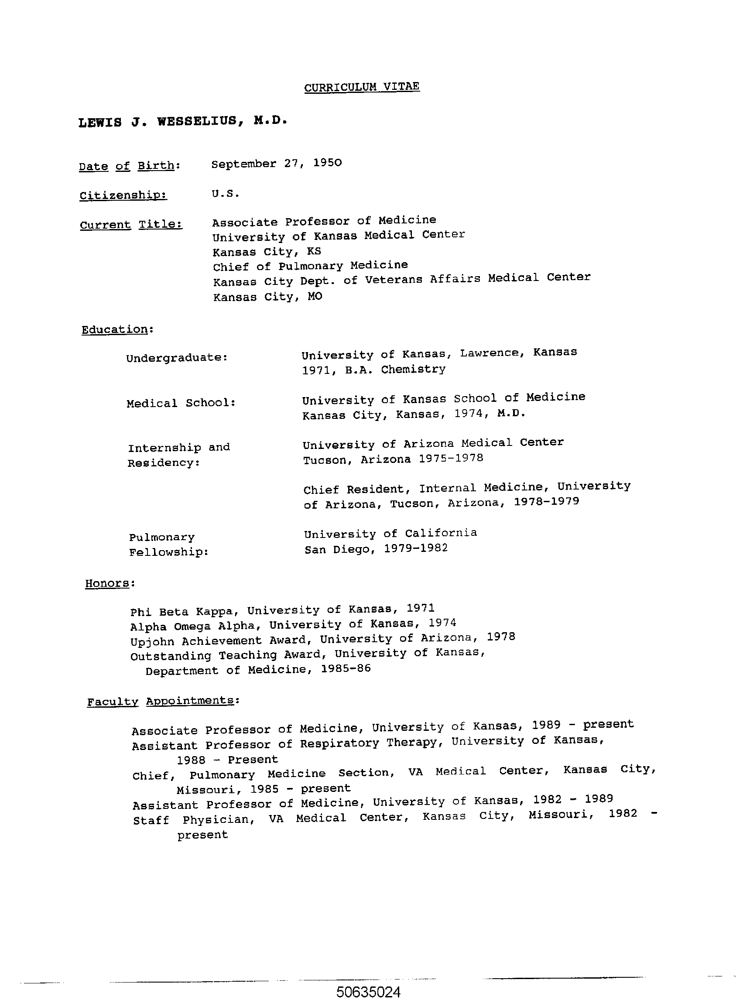 CURRICULUM VITAE
LEWIS J. WESSELIUS, M.D.
Date of Birth: September 27, 1950
Citizenship: U.S.
Current Title: Associate Professor of Medicine
University of Kansas Medical Center
Kansas City, KS
Chief of Pulmonary Medicine
Kansas City Dept. of Veterans Affairs Medical Center
Kansas City, MO
Education:
Undergraduate: University of Kansas, Lawrence, Kansas
1971, B.A. Chemistry
Medical School: University of Kansas School of Medicine
Kansas City, Kansas, 1974, M.D.
Internship and University of Arizona Medical Center
Residency: Tucson, Arizona 1975-1978
Chief Resident, Internal Medicine, University
of Arizona, Tucson, Arizona, 1978-1979
Pulmonary University of California
Fellowship: San Diego, 1979-1982
Honors:
Phi Beta Kappa, University of Kansas, 1971
Alpha Omega Alpha, University of Kansas, 1974
Upjohn Achievement Award, University of Arizona, 1978
Outstanding Teaching Award, University of Kansas,
Department of Medicine, 1985-86
Faculty Appointments:
Associate Professor of Medicine, University of Kansas, 1989 - present
Assistant Professor of Respiratory Therapy, University of Kansas,
1988 - Present
Chief, Pulmonary Medicine Section, VA Medical Center, Kansas City,
Missouri, 1985 - present
Assistant Professor of Medicine, University of Kansas, 1982 - 1989
Staff Physician, VA Medical Center, Kansas City, Missouri, 1982 -
present
50635024